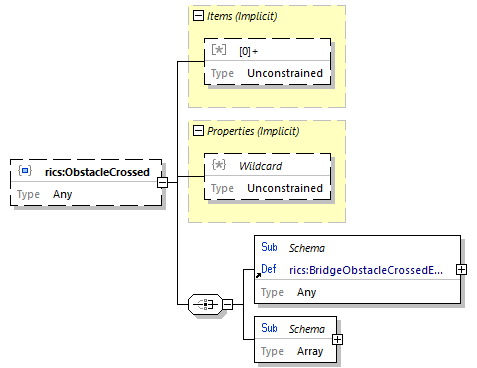 Items (Implicit)
[0]+
Type Unconstrained
Properties (Implicit)
Wildcard
Type Unconstrained
rics:ObstacleCrossed
Type Any
Sub Schema
Def rics:BridgeObstacleCrossedE...
Type Any
Sub Schema
Type Array